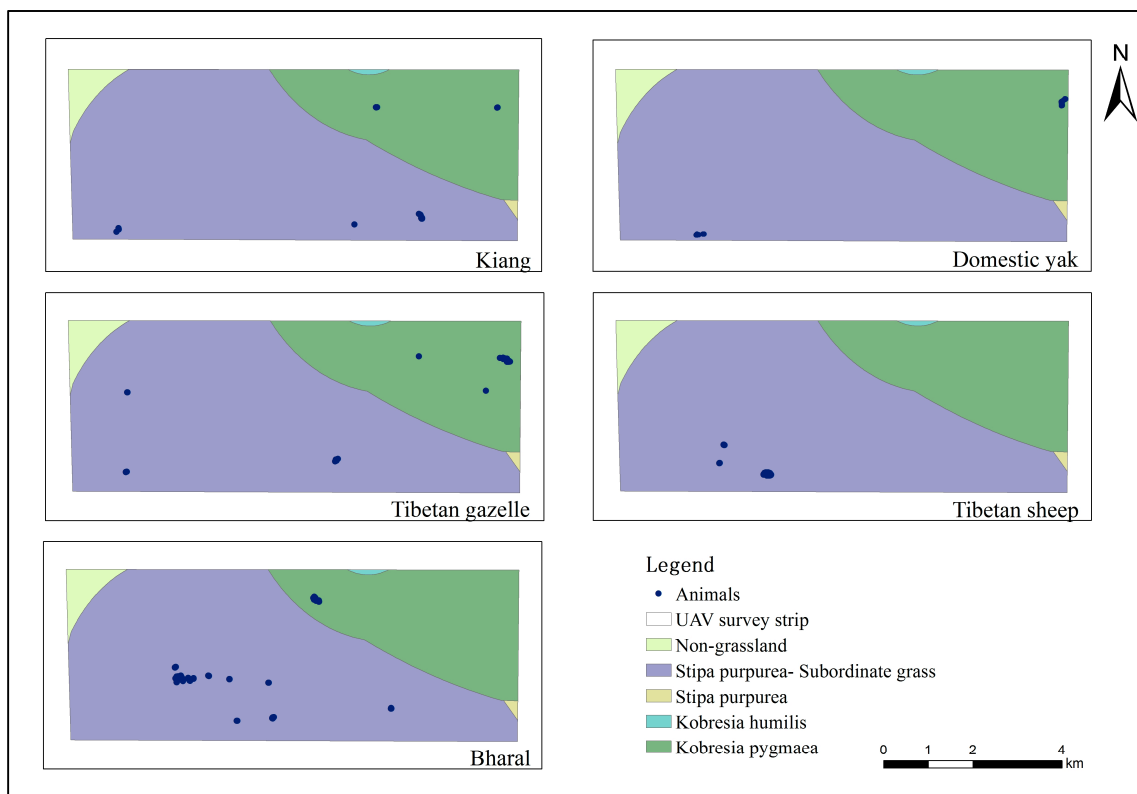 N
Kiang
Domestic yak
Tibetan gazelle
Tibetan sheep
Bharal
Legend
Animals
UAV survey strip
Non-grassland
Stipa purpurea- Subordinate grass
Stipa purpurea
Kobresia humilis
Kobresia pygmaea
0 1 2 4
km